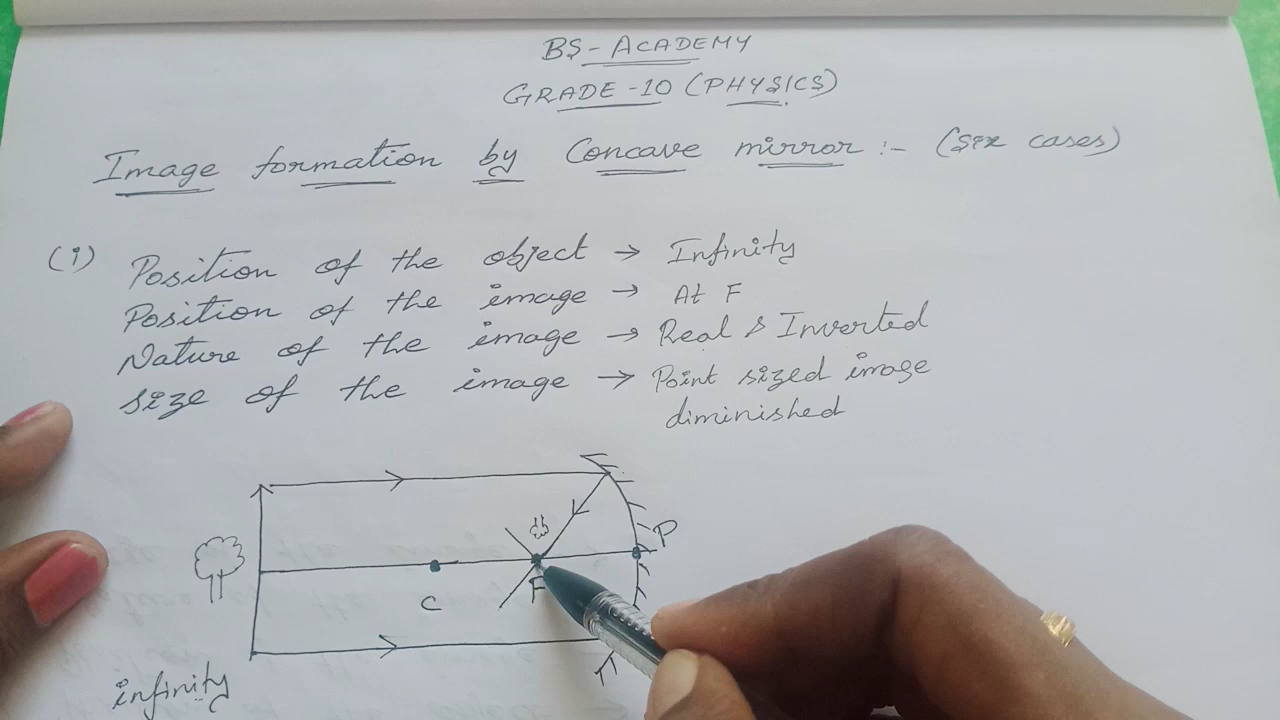 BS-ACADEMY
GRADE-10 (PHYSICS)
Image formation by Concave mirror:- (Six cases)
(i) Position of the object → Infinity
Position of the image → At F
Nature of the image → Real & Inverted
Size of the image → Point sized image
diminished
P
C
F
infinity